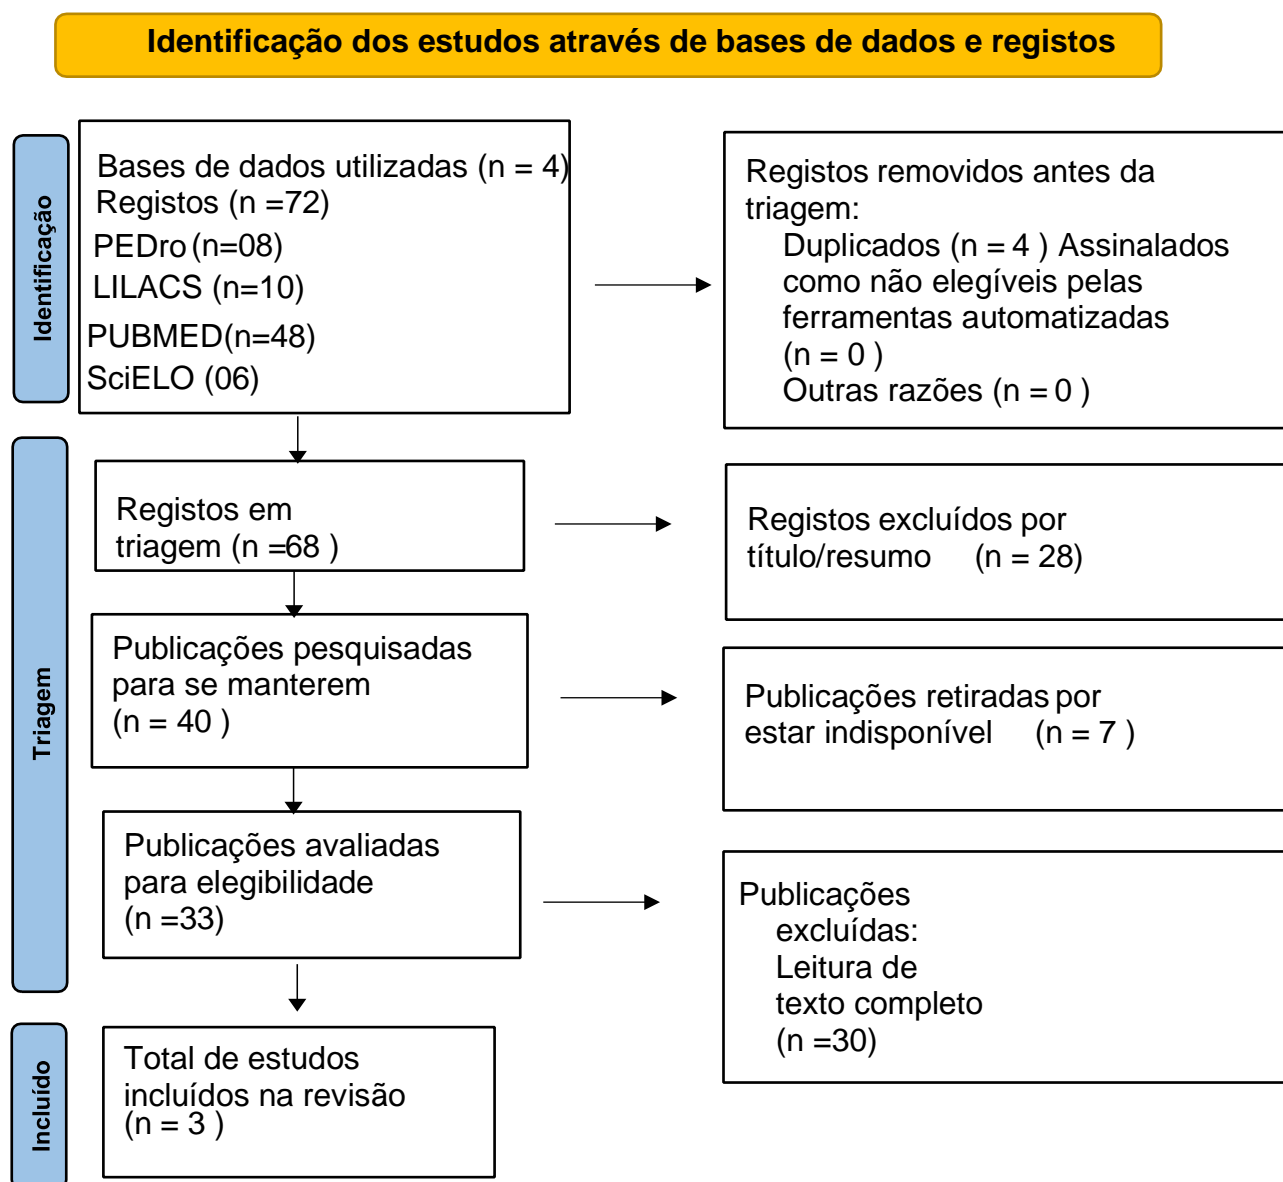 Identificação dos estudos através de bases de dados e registos
Identificação
Bases de dados utilizadas (n = 4)
Registos (n =72)
PEDro (n=08)
LILACS (n=10)
PUBMED(n=48)
SciELO (06)
Registos removidos antes da
triagem:
Duplicados (n = 4 ) Assinalados
como não elegíveis pelas
ferramentas automatizadas
(n = 0 )
Outras razões (n = 0 )
Triagem
Registos em
triagem (n =68 )
Registos excluídos por
título/resumo (n = 28)
Publicações pesquisadas
para se manterem
(n = 40 )
Publicações retiradas por
estar indisponível (n = 7 )
Publicações avaliadas
para elegibilidade
(n =33)
Publicações
excluídas:
Leitura de
texto completo
(n =30)
Incluído
Total de estudos
incluídos na revisão
(n = 3 )